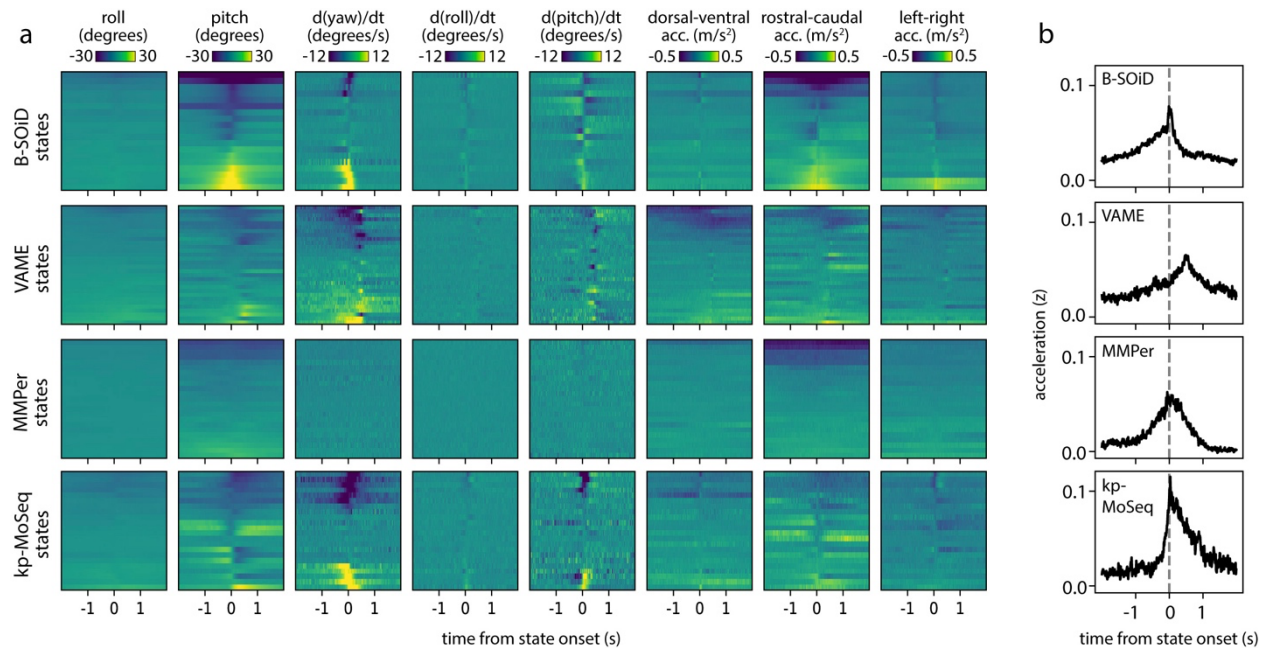 a
roll
(degrees)
-30 30
pitch
(degrees)
-30 30
d(yaw)/dt
(degrees/s)
-12 12
d(roll)/dt
(degrees/s)
-12 12
d(pitch)/dt
(degrees/s)
-12 12
dorsal-ventral
acc. (m/s²)
-0.5 0.5
rostral-caudal
acc. (m/s²)
-0.5 0.5
left-right
acc. (m/s²)
-0.5 0.5
B-SOiD
states
VAME
states
MMPer
states
kp-MoSeq
states
-1 0 1
-1 0 1
-1 0 1
-1 0 1
-1 0 1
-1 0 1
-1 0 1
-1 0 1
time from state onset (s)
b
acceleration (z)
B-SOiD
0.1
0.0
VAME
0.1
0.0
MMPer
0.1
0.0
kp-
MoSeq
0.1
0.0
-1 0 1
time from state onset (s)